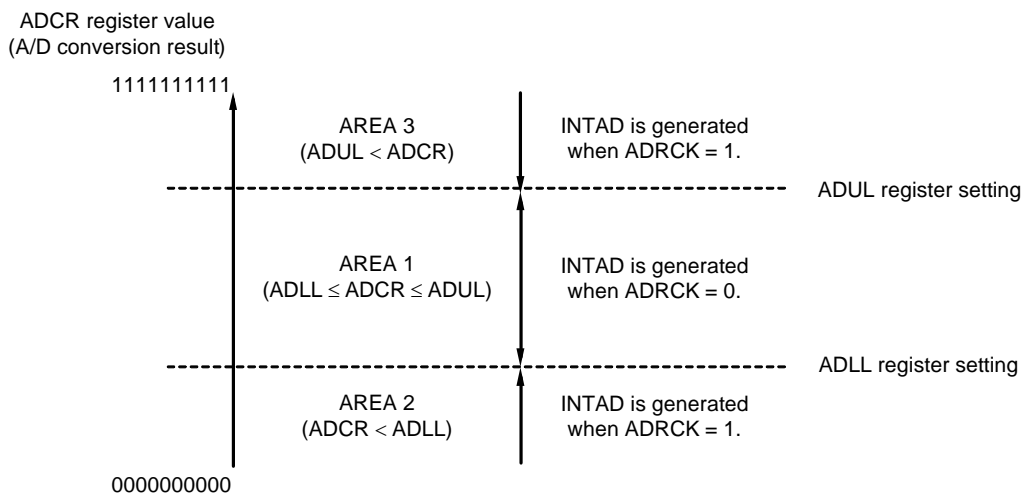 ADCR register value
(A/D conversion result)
1111111111
AREA 3
(ADUL < ADCR)
INTAD is generated
when ADRCK = 1.
ADUL register setting
AREA 1
(ADLL ≤ ADCR ≤ ADUL)
INTAD is generated
when ADRCK = 0.
ADLL register setting
AREA 2
(ADCR < ADLL)
INTAD is generated
when ADRCK = 1.
0000000000